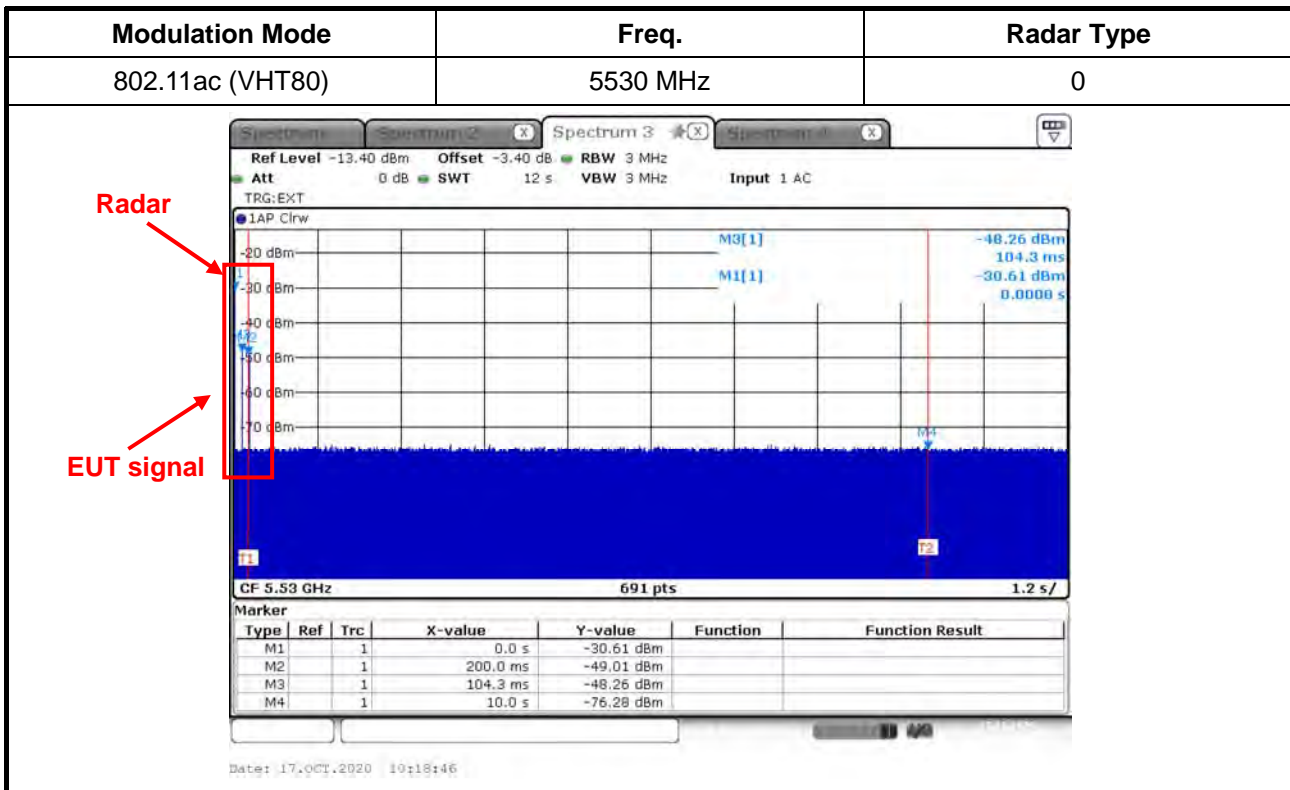 Modulation Mode Freq. Radar Type
802.11ac (VHT80) 5530 MHz 0
Spectrum Spectrum 2 X Spectrum 3 X X
Ref Level -13.40 dBm Offset -3.40 dB RBW 3 MHz
Att 0 dB SWT 12 s VBW 3 MHz Input 1 AC
TRG:EXT
1AP Clrw
Radar
M3[1] -48.26 dBm
-20 dBm
104.3 ms
M1[1] -30.61 dBm
-30 dBm
0.0000 s
-40 dBm
M2
-50 dBm
-60 dBm
-70 dBm
M4
EUT signal
T1 T2
CF 5.53 GHz 691 pts 1.2 s/
Marker
Type Ref Trc X-value Y-value Function Function Result
M1 1 0.0 s -30.61 dBm
M2 1 200.0 ms -49.01 dBm
M3 1 104.3 ms -48.26 dBm
M4 1 10.0 s -76.28 dBm
Date: 17.OCT.2020 19:18:46